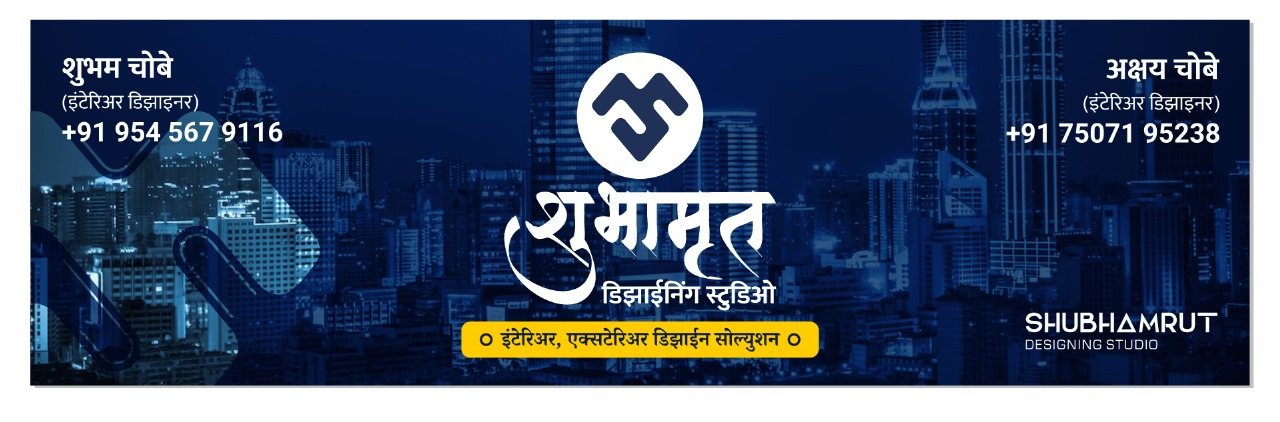 शुभम चोबे
(इंटेरिअर डिझाइनर)
+91 954 567 9116
अक्षय चोबे
(इंटेरिअर डिझाइनर)
+91 75071 95238
शुभामृत
डिझाईनिंग स्टुडिओ
इंटेरिअर, एक्सटेरिअर डिझाईन सोल्युशन
SHUBHAMRUT
DESIGNING STUDIO